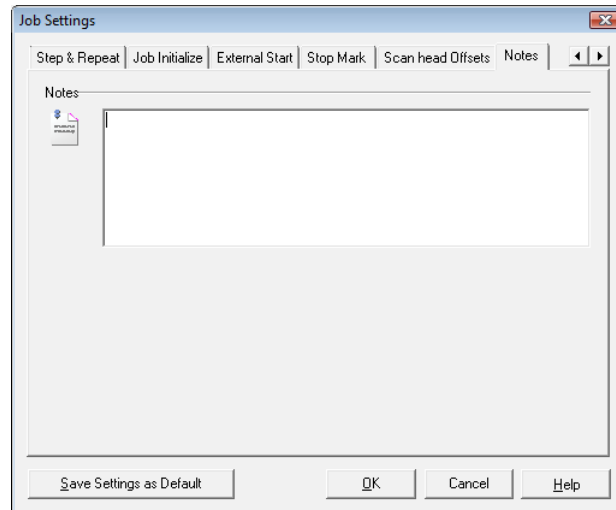 Job Settings
Step & Repeat Job Initialize External Start Stop Mark Scan head Offsets Notes
Notes
Save Settings as Default OK Cancel Help